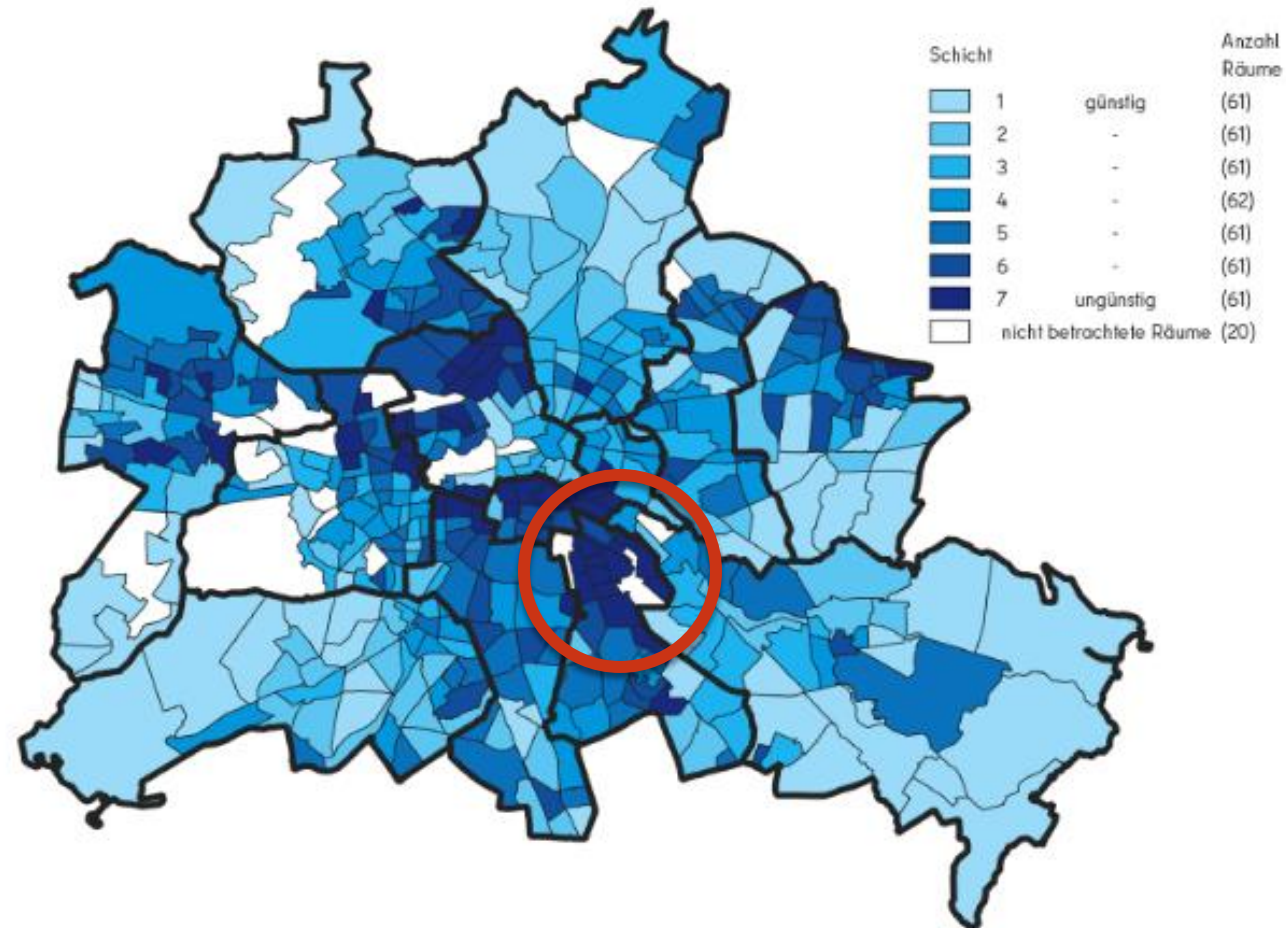 Schicht Anzahl
Räume
1 günstig (61)
2 - (61)
3 - (61)
4 - (62)
5 - (61)
6 - (61)
7 ungünstig (61)
nicht betrachtete Räume (20)